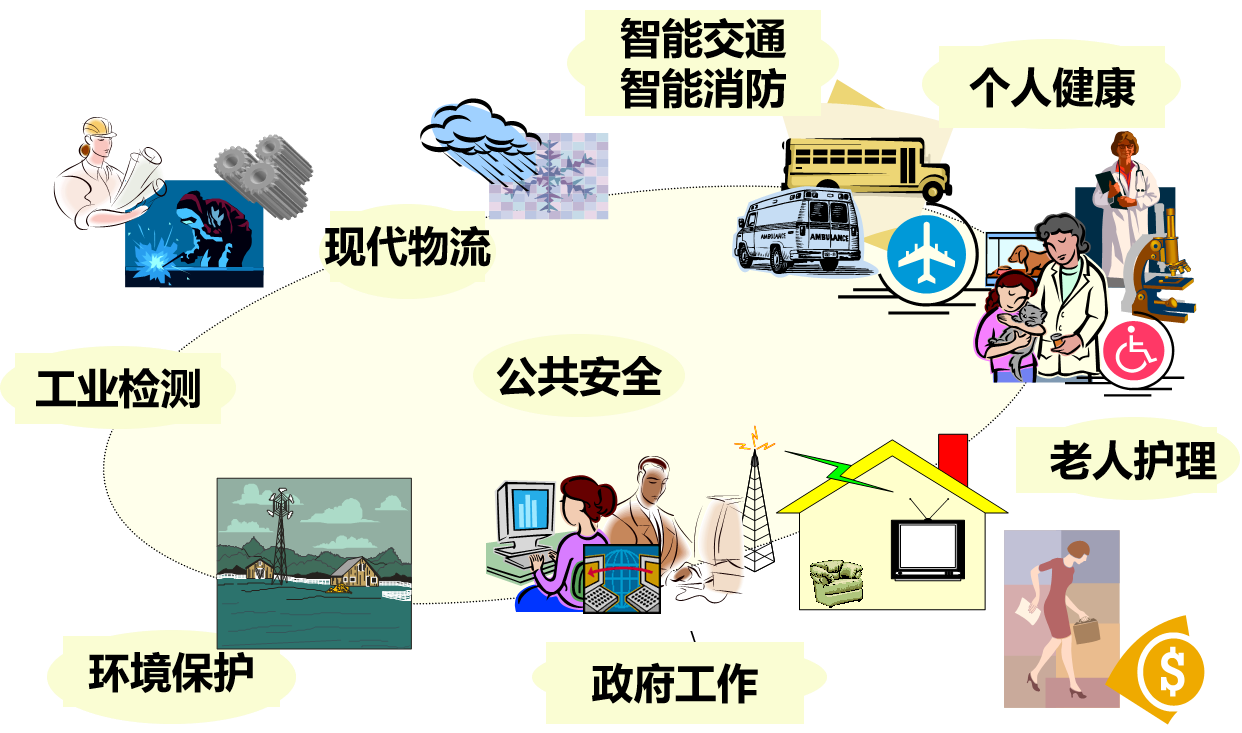 智能交通
智能消防
个人健康
现代物流
AMBULANCE
AMBULANCE
工业检测
公共安全
老人护理
环境保护
政府工作
$